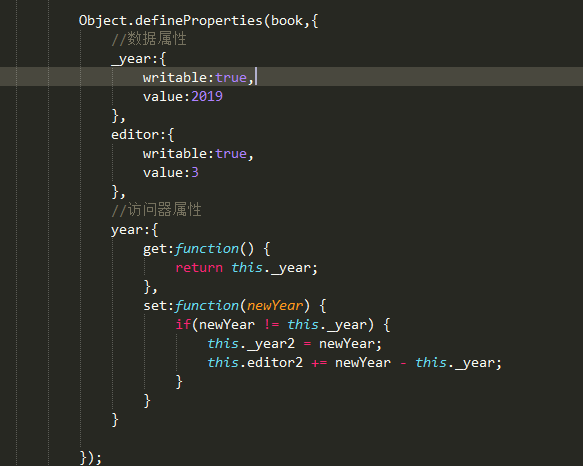 Object.defineProperties(book,{
//数据属性
_year:{
writable:true,
value:2019
},
editor:{
writable:true,
value:3
},
//访问器属性
year:{
get:function() {
return this._year;
},
set:function(newYear) {
if(newYear != this._year) {
this._year2 = newYear;
this.editor2 += newYear - this._year;
}
}
}
});